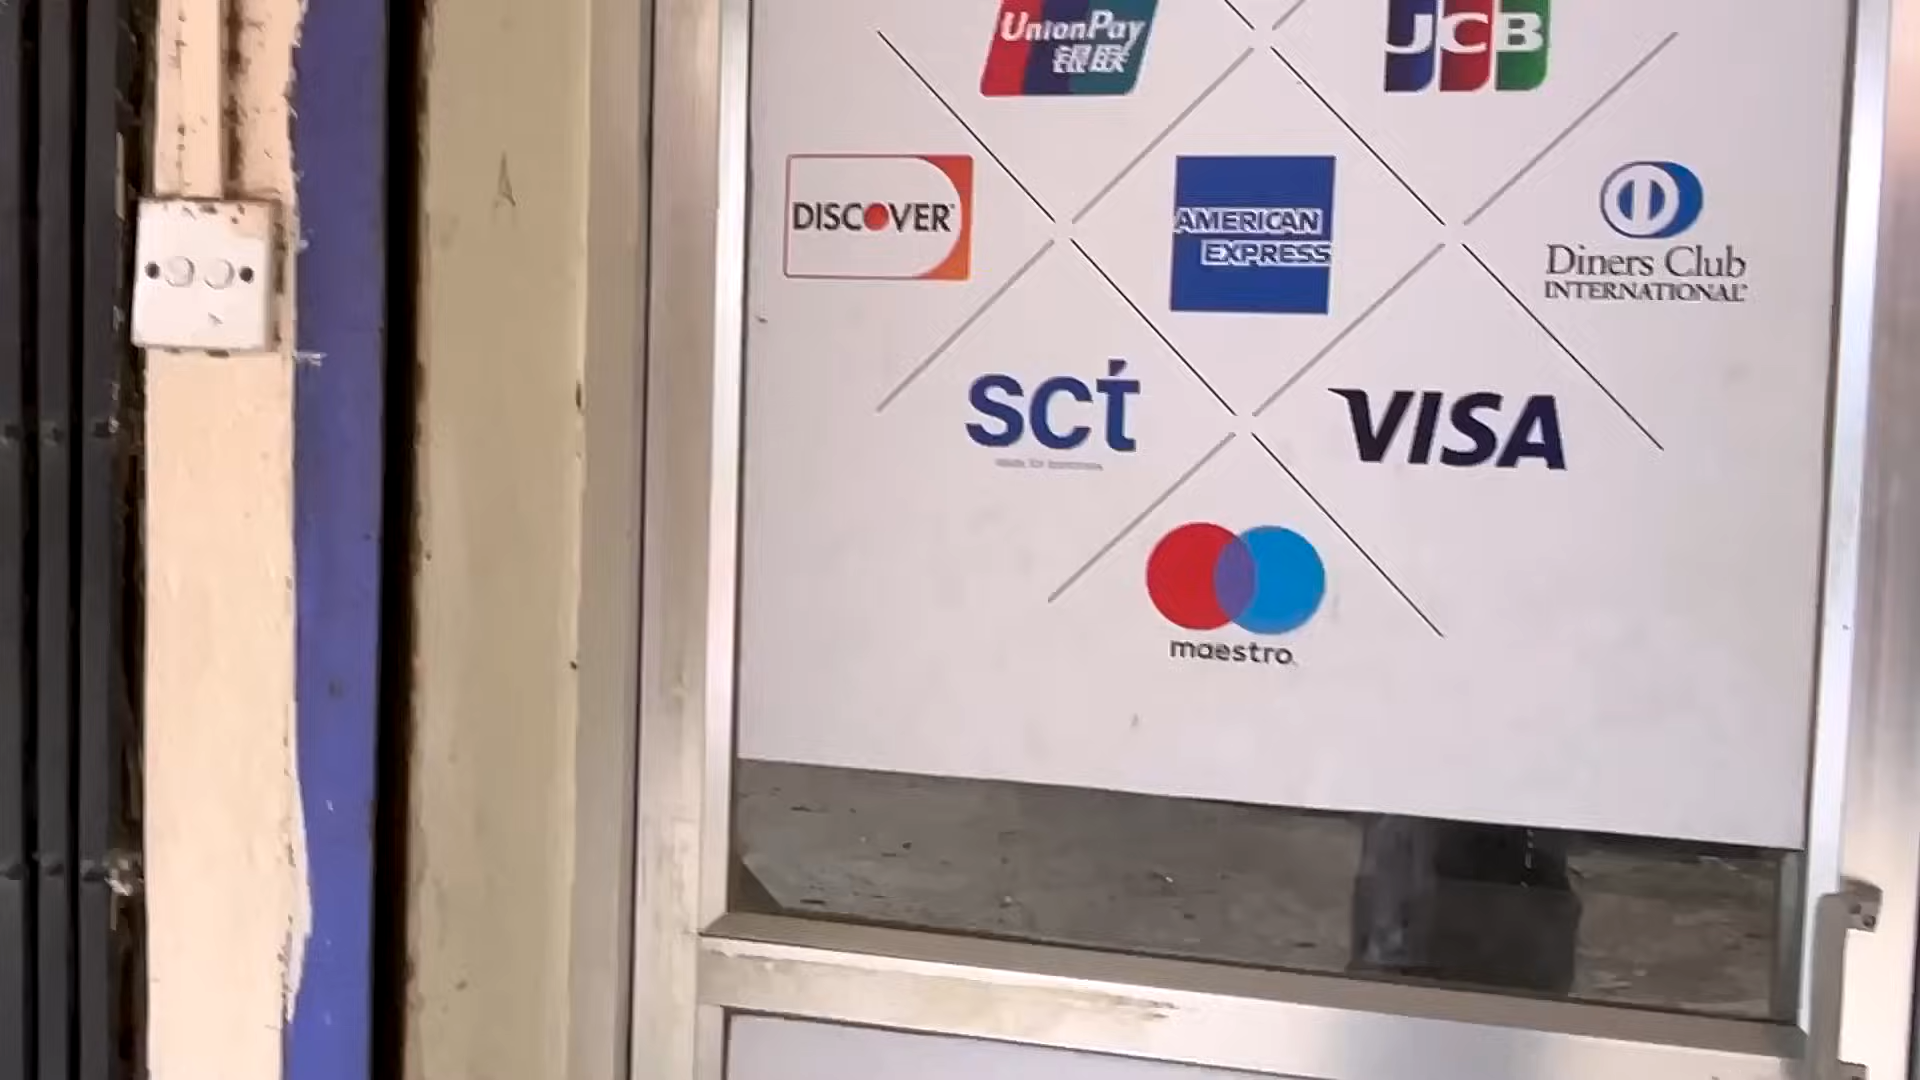 UnionPay
银联
JCB
DISCOVER
AMERICAN
EXPRESS
Diners Club
INTERNATIONAL
sct
VISA
maestro